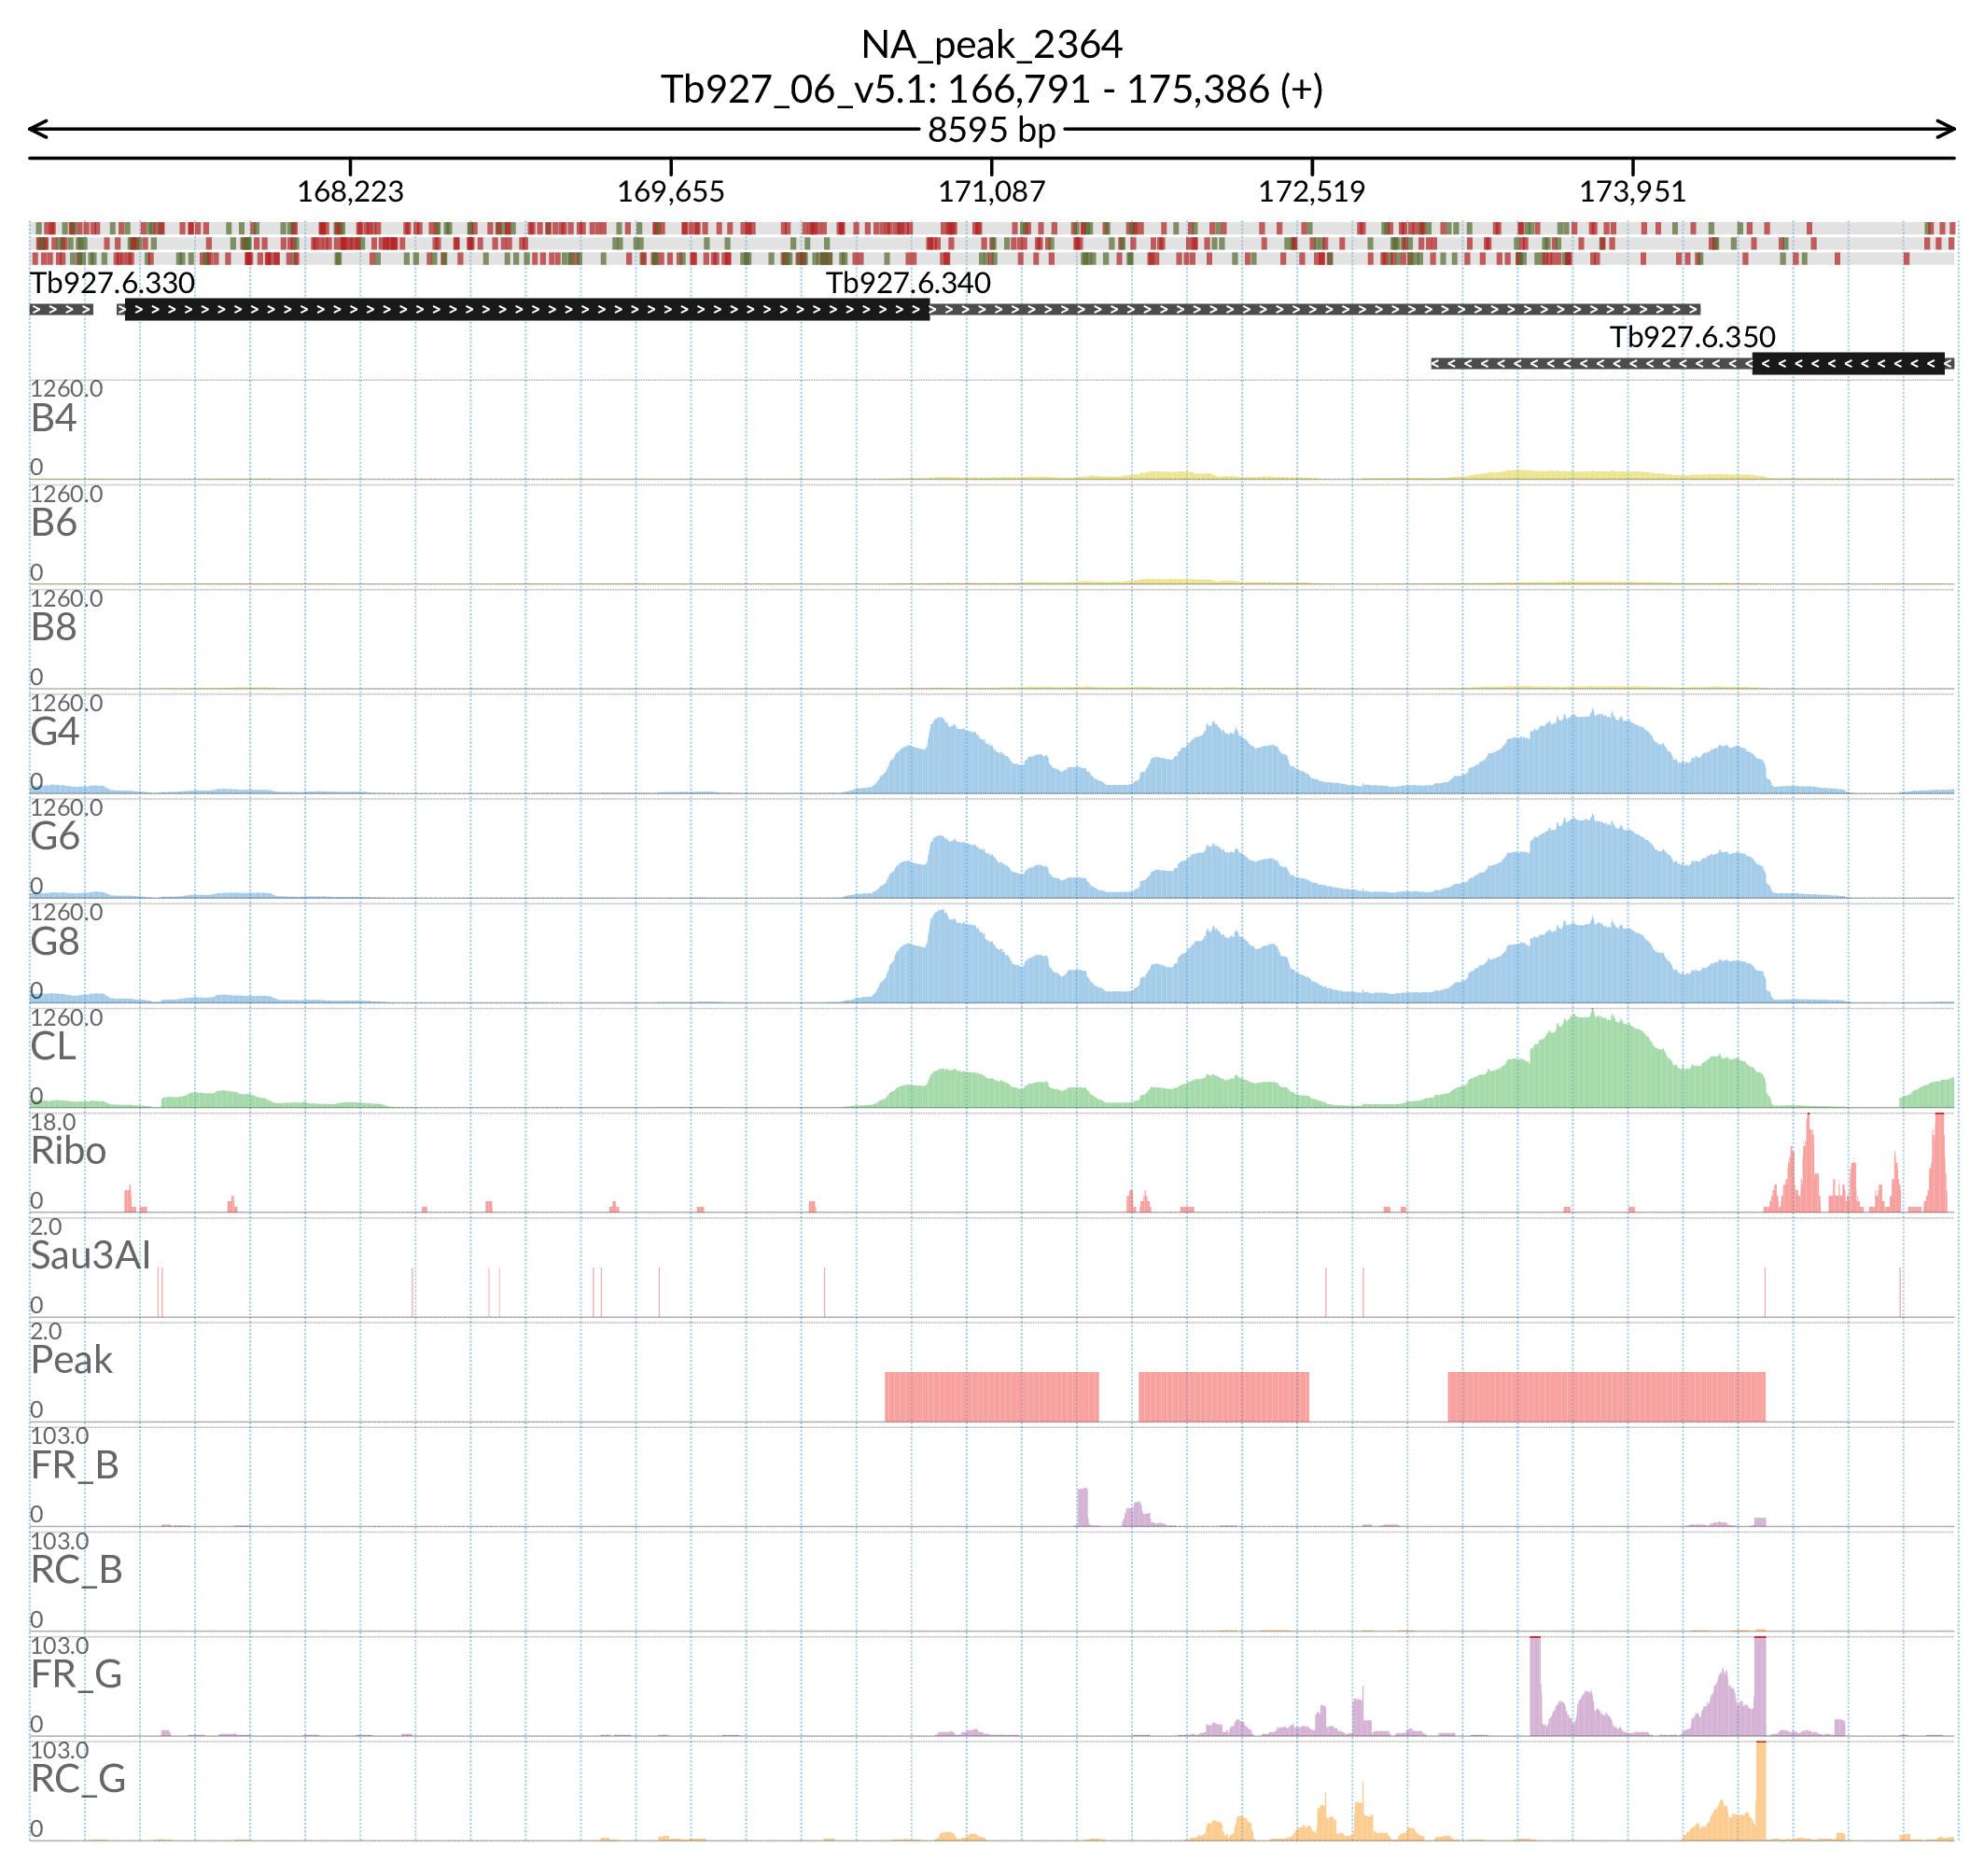 NA_peak_2364
Tb927_06_v5.1: 166,791 - 175,386 (+)
8595 bp
168,223 169,655 171,087 172,519 173,951
Tb927.6.330 Tb927.6.340
Tb927.6.350
1260.0
B4
0
1260.0
B6
0
1260.0
B8
0
1260.0
G4
0
1260.0
G6
0
1260.0
G8
0
1260.0
CL
0
18.0
Ribo
0
2.0
Sau3AI
0
2.0
Peak
0
103.0
FR_B
0
103.0
RC_B
0
103.0
FR_G
0
103.0
RC_G
0